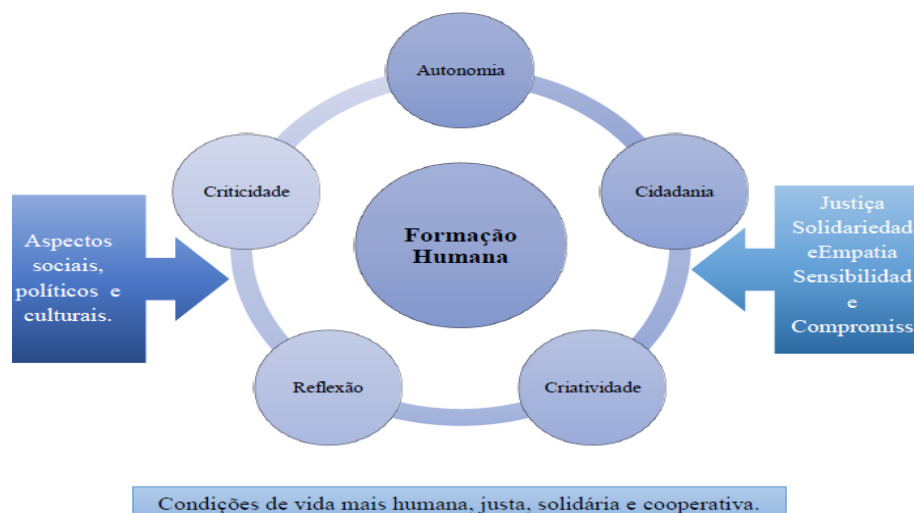 Autonomia
Criticidade
Cidadania
Formação
Humana
Aspectos
sociais,
políticos e
culturais.
Justiça
Solidariedad
eEmpatia
Sensibilidad
e
Compromiss
Reflexão
Criatividade
Condições de vida mais humana, justa, solidária e cooperativa.